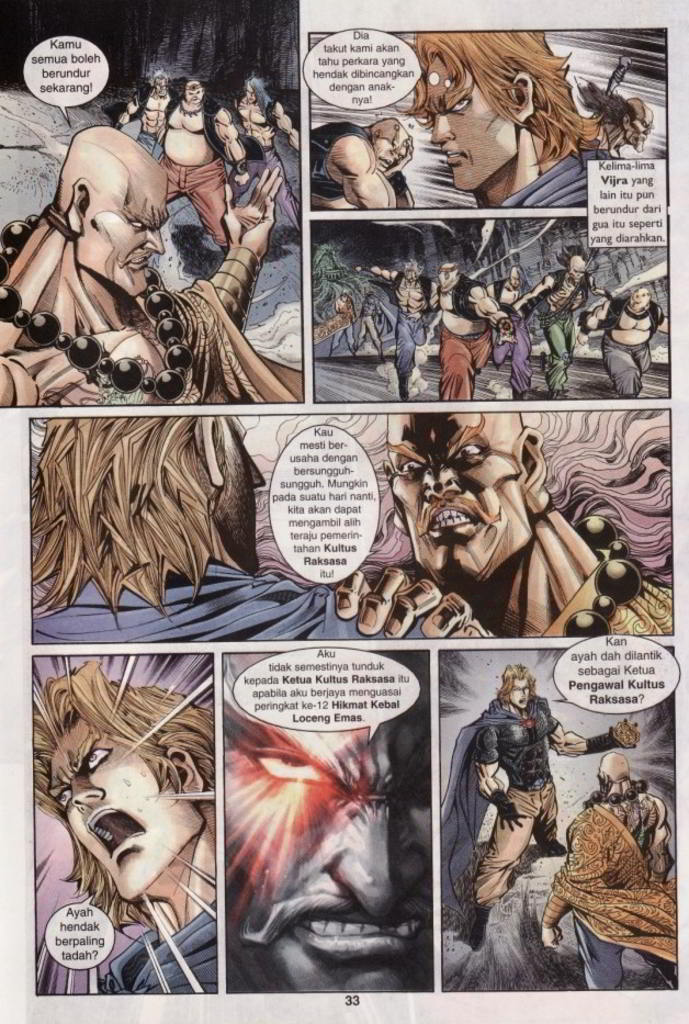 Kamu
semua boleh
berundur
sekarang!
Dia
takut kami akan
tahu perkara yang
hendak dibincangkan
dengan anak-
nya!
Kelima-lima
Vijra yang
lain itu pun
berundur dari
gua itu seperti
yang diarahkan.
Kau
mesti ber-
usaha dengan
bersungguh-
sungguh. Mungkin
pada suatu hari nanti,
kita akan dapat
mengambil alih
teraju pemerin-
tahan Kultus
Raksasa
itu!
Ayah
hendak
berpaling
tadah?
Aku
tidak semestinya tunduk
kepada Ketua Kultus Raksasa itu
apabila aku berjaya menguasai
peringkat ke-12 Hikmat Kebal
Loceng Emas.
Kan
ayah dah dilantik
sebagai Ketua
Pengawal Kultus
Raksasa?
33